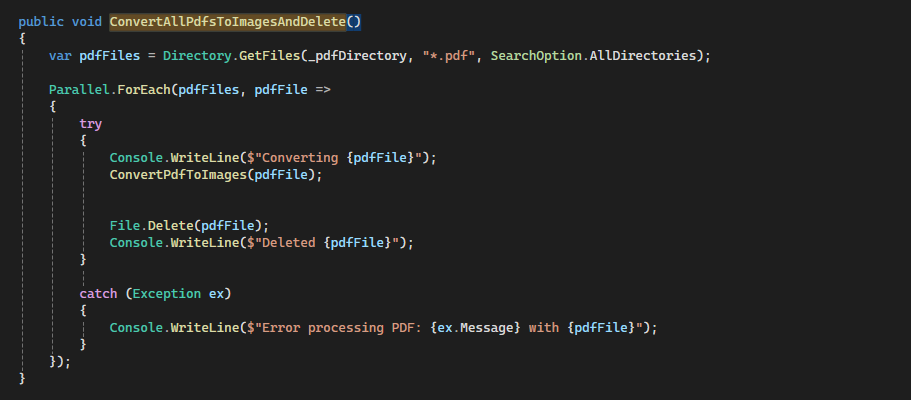 public void ConvertAllPdfsToImagesAndDelete()
{
    var pdfFiles = Directory.GetFiles(_pdfDirectory, "*.pdf", SearchOption.AllDirectories);
    Parallel.ForEach(pdfFiles, pdfFile =>
    {
        try
        {
            Console.WriteLine($"Converting {pdfFile}");
            ConvertPdfToImages(pdfFile);
            File.Delete(pdfFile);
            Console.WriteLine($"Deleted {pdfFile}");
        }
        catch (Exception ex)
        {
            Console.WriteLine($"Error processing PDF: {ex.Message} with {pdfFile}");
        }
    });
}